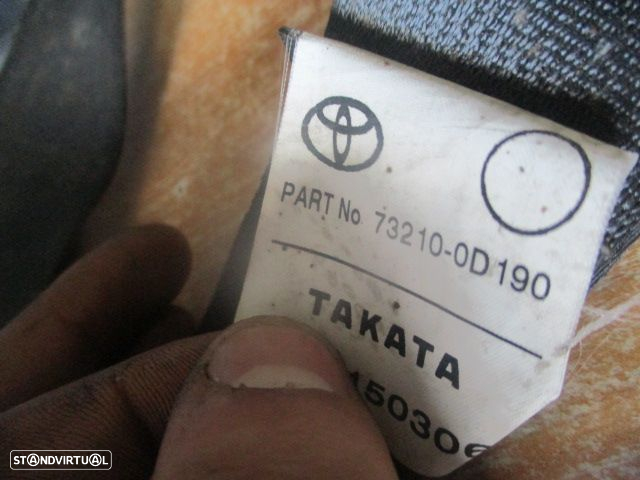 PART No 73210-0D190
TAKATA
STANDVIRTUAL